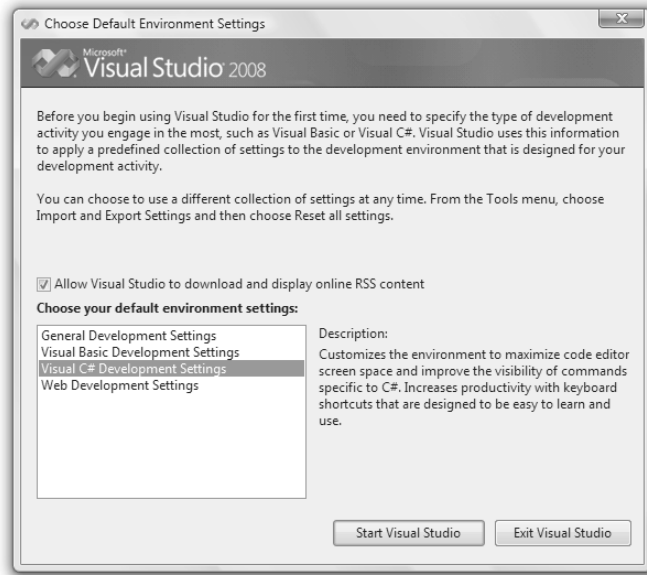 Choose Default Environment Settings
Microsoft®
Visual Studio® 2008
Before you begin using Visual Studio for the first time, you need to specify the type of development
activity you engage in the most, such as Visual Basic or Visual C#. Visual Studio uses this information
to apply a predefined collection of settings to the development environment that is designed for your
development activity.
You can choose to use a different collection of settings at any time. From the Tools menu, choose
Import and Export Settings and then choose Reset all settings.
Allow Visual Studio to download and display online RSS content
Choose your default environment settings:
General Development Settings
Visual Basic Development Settings
Visual C# Development Settings
Web Development Settings
Description:
Customizes the environment to maximize code editor
screen space and improve the visibility of commands
specific to C#. Increases productivity with keyboard
shortcuts that are designed to be easy to learn and
use.
Start Visual Studio
Exit Visual Studio